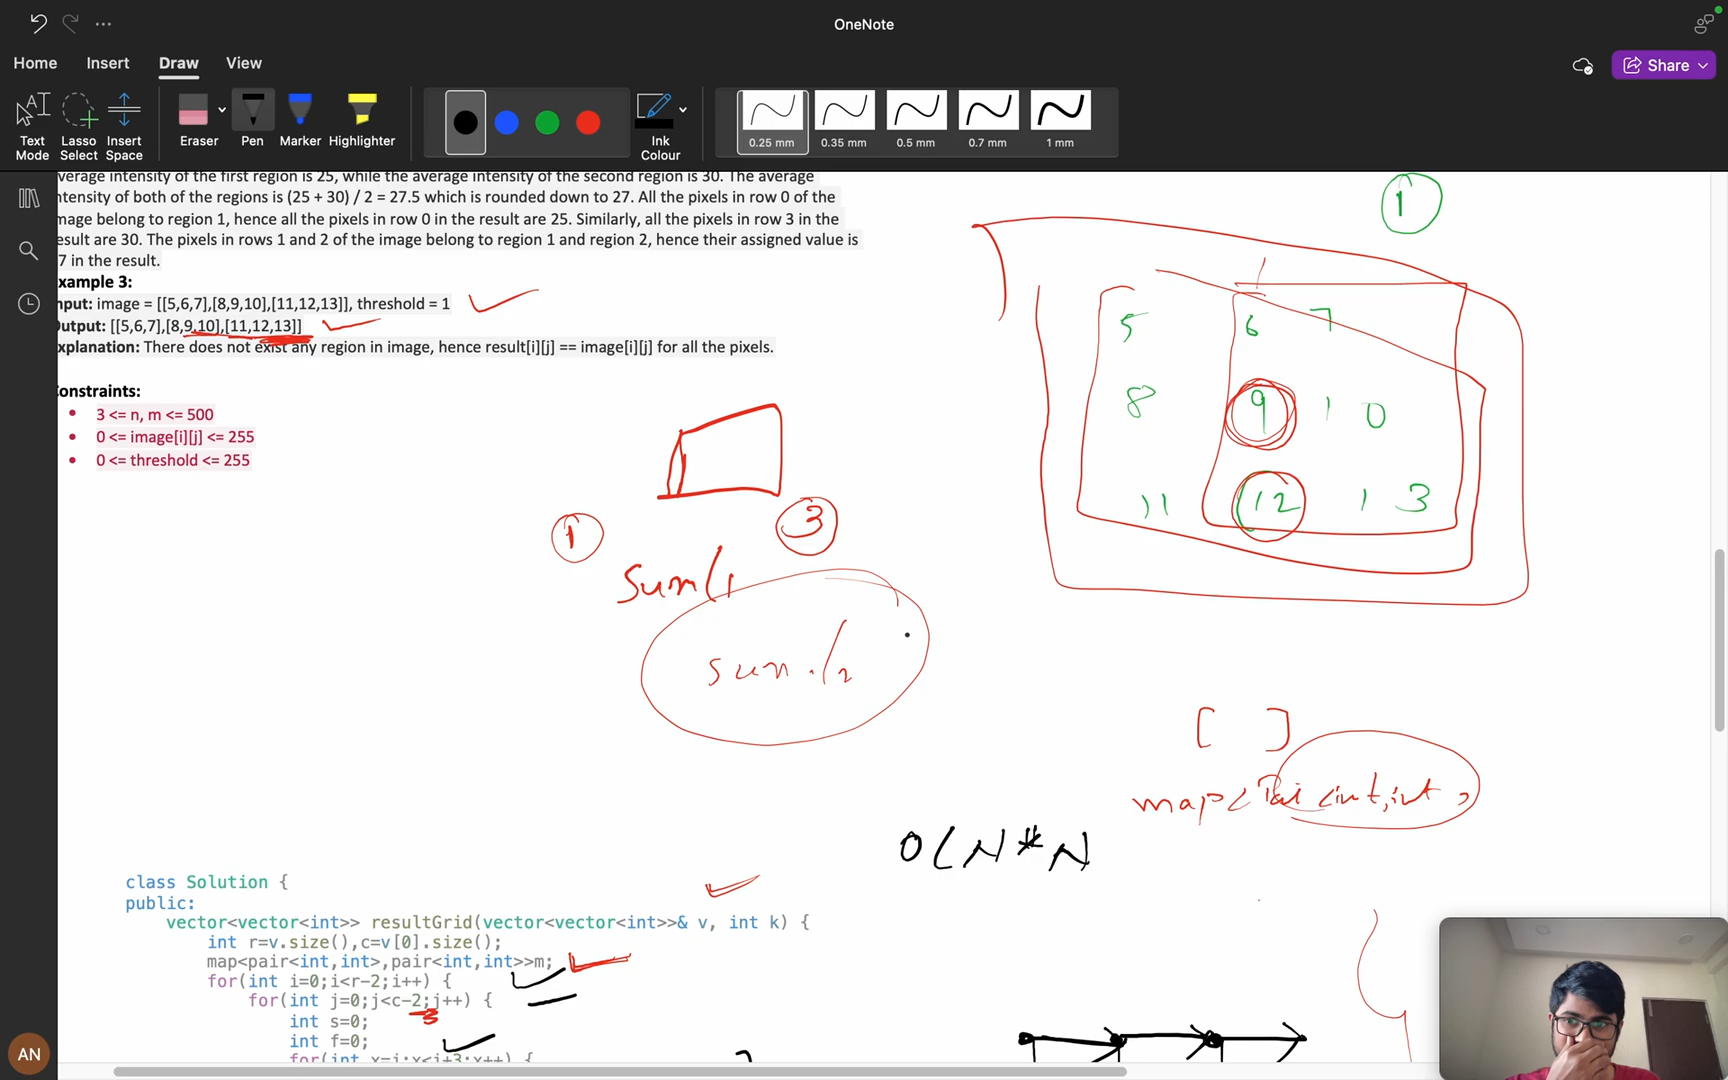 OneNote
Home Insert Draw View
Share
Text Mode
Lasso Select
Insert Space
Eraser
Pen
Marker
Highlighter
Ink Colour
0.25 mm
0.35 mm
0.5 mm
0.7 mm
1 mm
verage intensity of the first region is 25, while the average intensity of the second region is 30. The average
ntensity of both of the regions is (25 + 30) / 2 = 27.5 which is rounded down to 27. All the pixels in row 0 of the
mage belong to region 1, hence all the pixels in row 0 in the result are 25. Similarly, all the pixels in row 3 in the
esult are 30. The pixels in rows 1 and 2 of the image belong to region 1 and region 2, hence their assigned value is
7 in the result.
xample 3:
nput: image = [[5,6,7],[8,9,10],[11,12,13]], threshold = 1
Output: [[5,6,7],[8,9,10],[11,12,13]]
xplanation: There does not exist any region in image, hence result[i][j] == image[i][j] for all the pixels.
Constraints:
• 3 <= n, m <= 500
• 0 <= image[i][j] <= 255
• 0 <= threshold <= 255
1
5 6 7
8 9 10
11 12 13
1 3
Sum/1
sum./2
[ ]
map< <int,int>
O(N*N
class Solution {
public:
vector<vector<int>> resultGrid(vector<vector<int>>& v, int k) {
int r=v.size(),c=v[0].size();
map<pair<int,int>,pair<int,int>>m;
for(int i=0;i<r-2;i++) {
for(int j=0;j<c-2;j++) {
int s=0;
int f=0;
for(int x=i;x<i+3;x++) {
AN